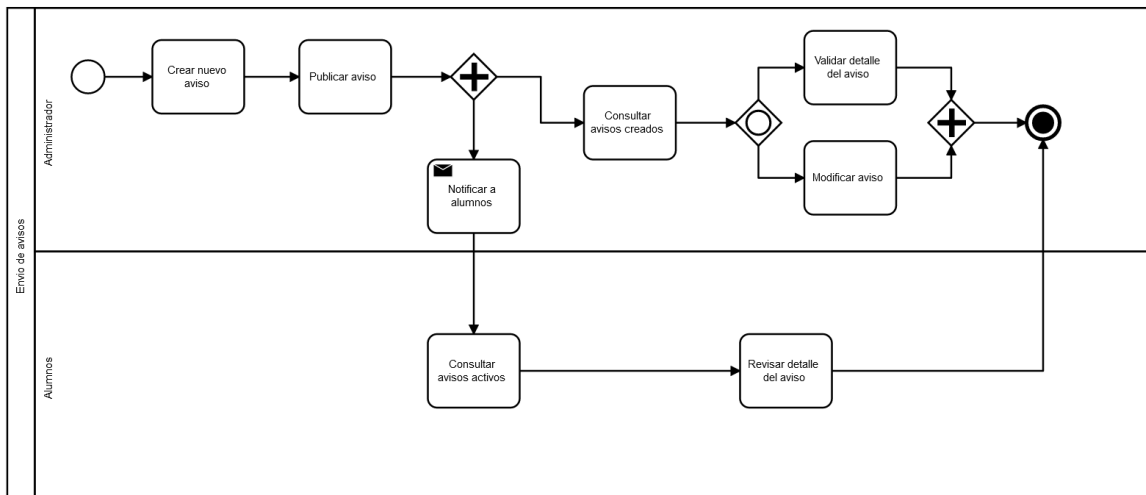 Envio de avisos
Administrador
Crear nuevo
aviso
Publicar aviso
Consultar
avisos creados
Validar detalle
del aviso
Modificar aviso
Notificar a
alumnos
Alumnos
Consultar
avisos activos
Revisar detalle
del aviso